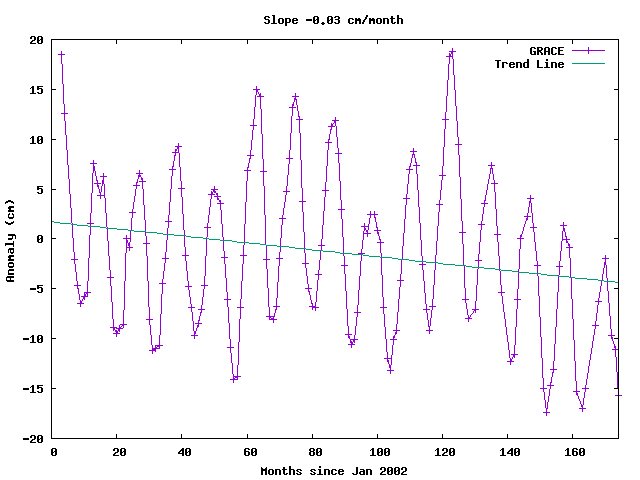 Slope -0.03 cm/month
GRACE
Trend Line
20
15
10
5
0
-5
-10
-15
-20
Anomaly (cm)
0 20 40 60 80 100 120 140 160
Months since Jan 2002